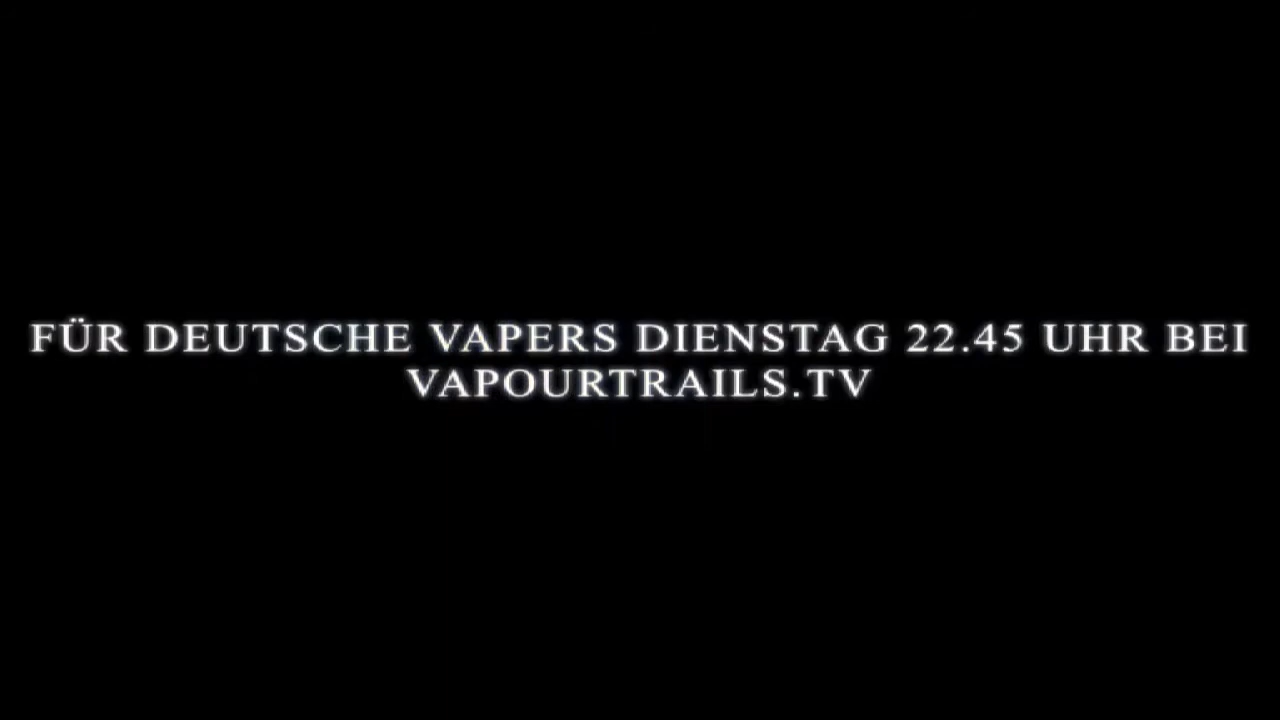 FÜR DEUTSCHE VAPERS DIENSTAG 22.45 UHR BEI
VAPOURTRAILS.TV